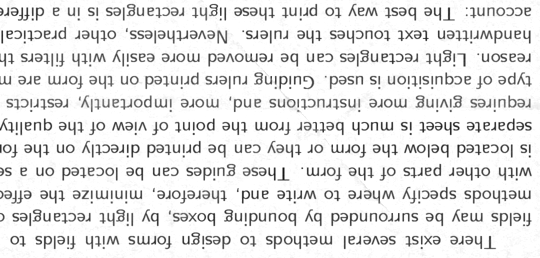 There exist several methods to design forms with fields to
fields may be surrounded by bounding boxes, by light rectangles
methods specify where to write and, therefore, minimize the
with other parts of the form. These guides can be located on a
is located below the form or they can be printed directly on the
separate sheet is much better from the point of view of the quality
requires giving more instructions and, more importantly, restricts
type of acquisition is used. Guiding rulers printed on the form are
reason. Light rectangles can be removed more easily with filters
handwritten text touches the rulers. Nevertheless, other practical
account: The best way to print these light rectangles is in a